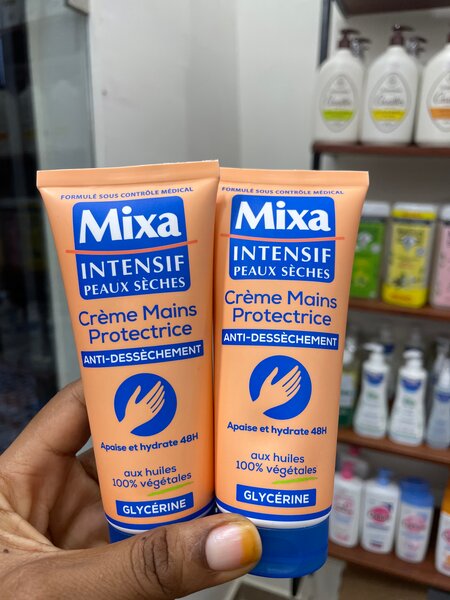 FORMULÉ SOUS CONTRÔLE MÉDICAL
Mixa
INTENSIF
PEAUX SÈCHES
Crème Mains
Protectrice
ANTI-DESSÈCHEMENT
Apaise et hydrate 48H
aux huiles
100% végétales
GLYCÉRINE
FORMULÉ SOUS CONTRÔLE MÉDICAL
Mixa
INTENSIF
PEAUX SÈCHES
Crème Mains
Protectrice
ANTI-DESSÈCHEMENT
Apaise et hydrate 48H
aux huiles
100% végétales
GLYCÉRINE